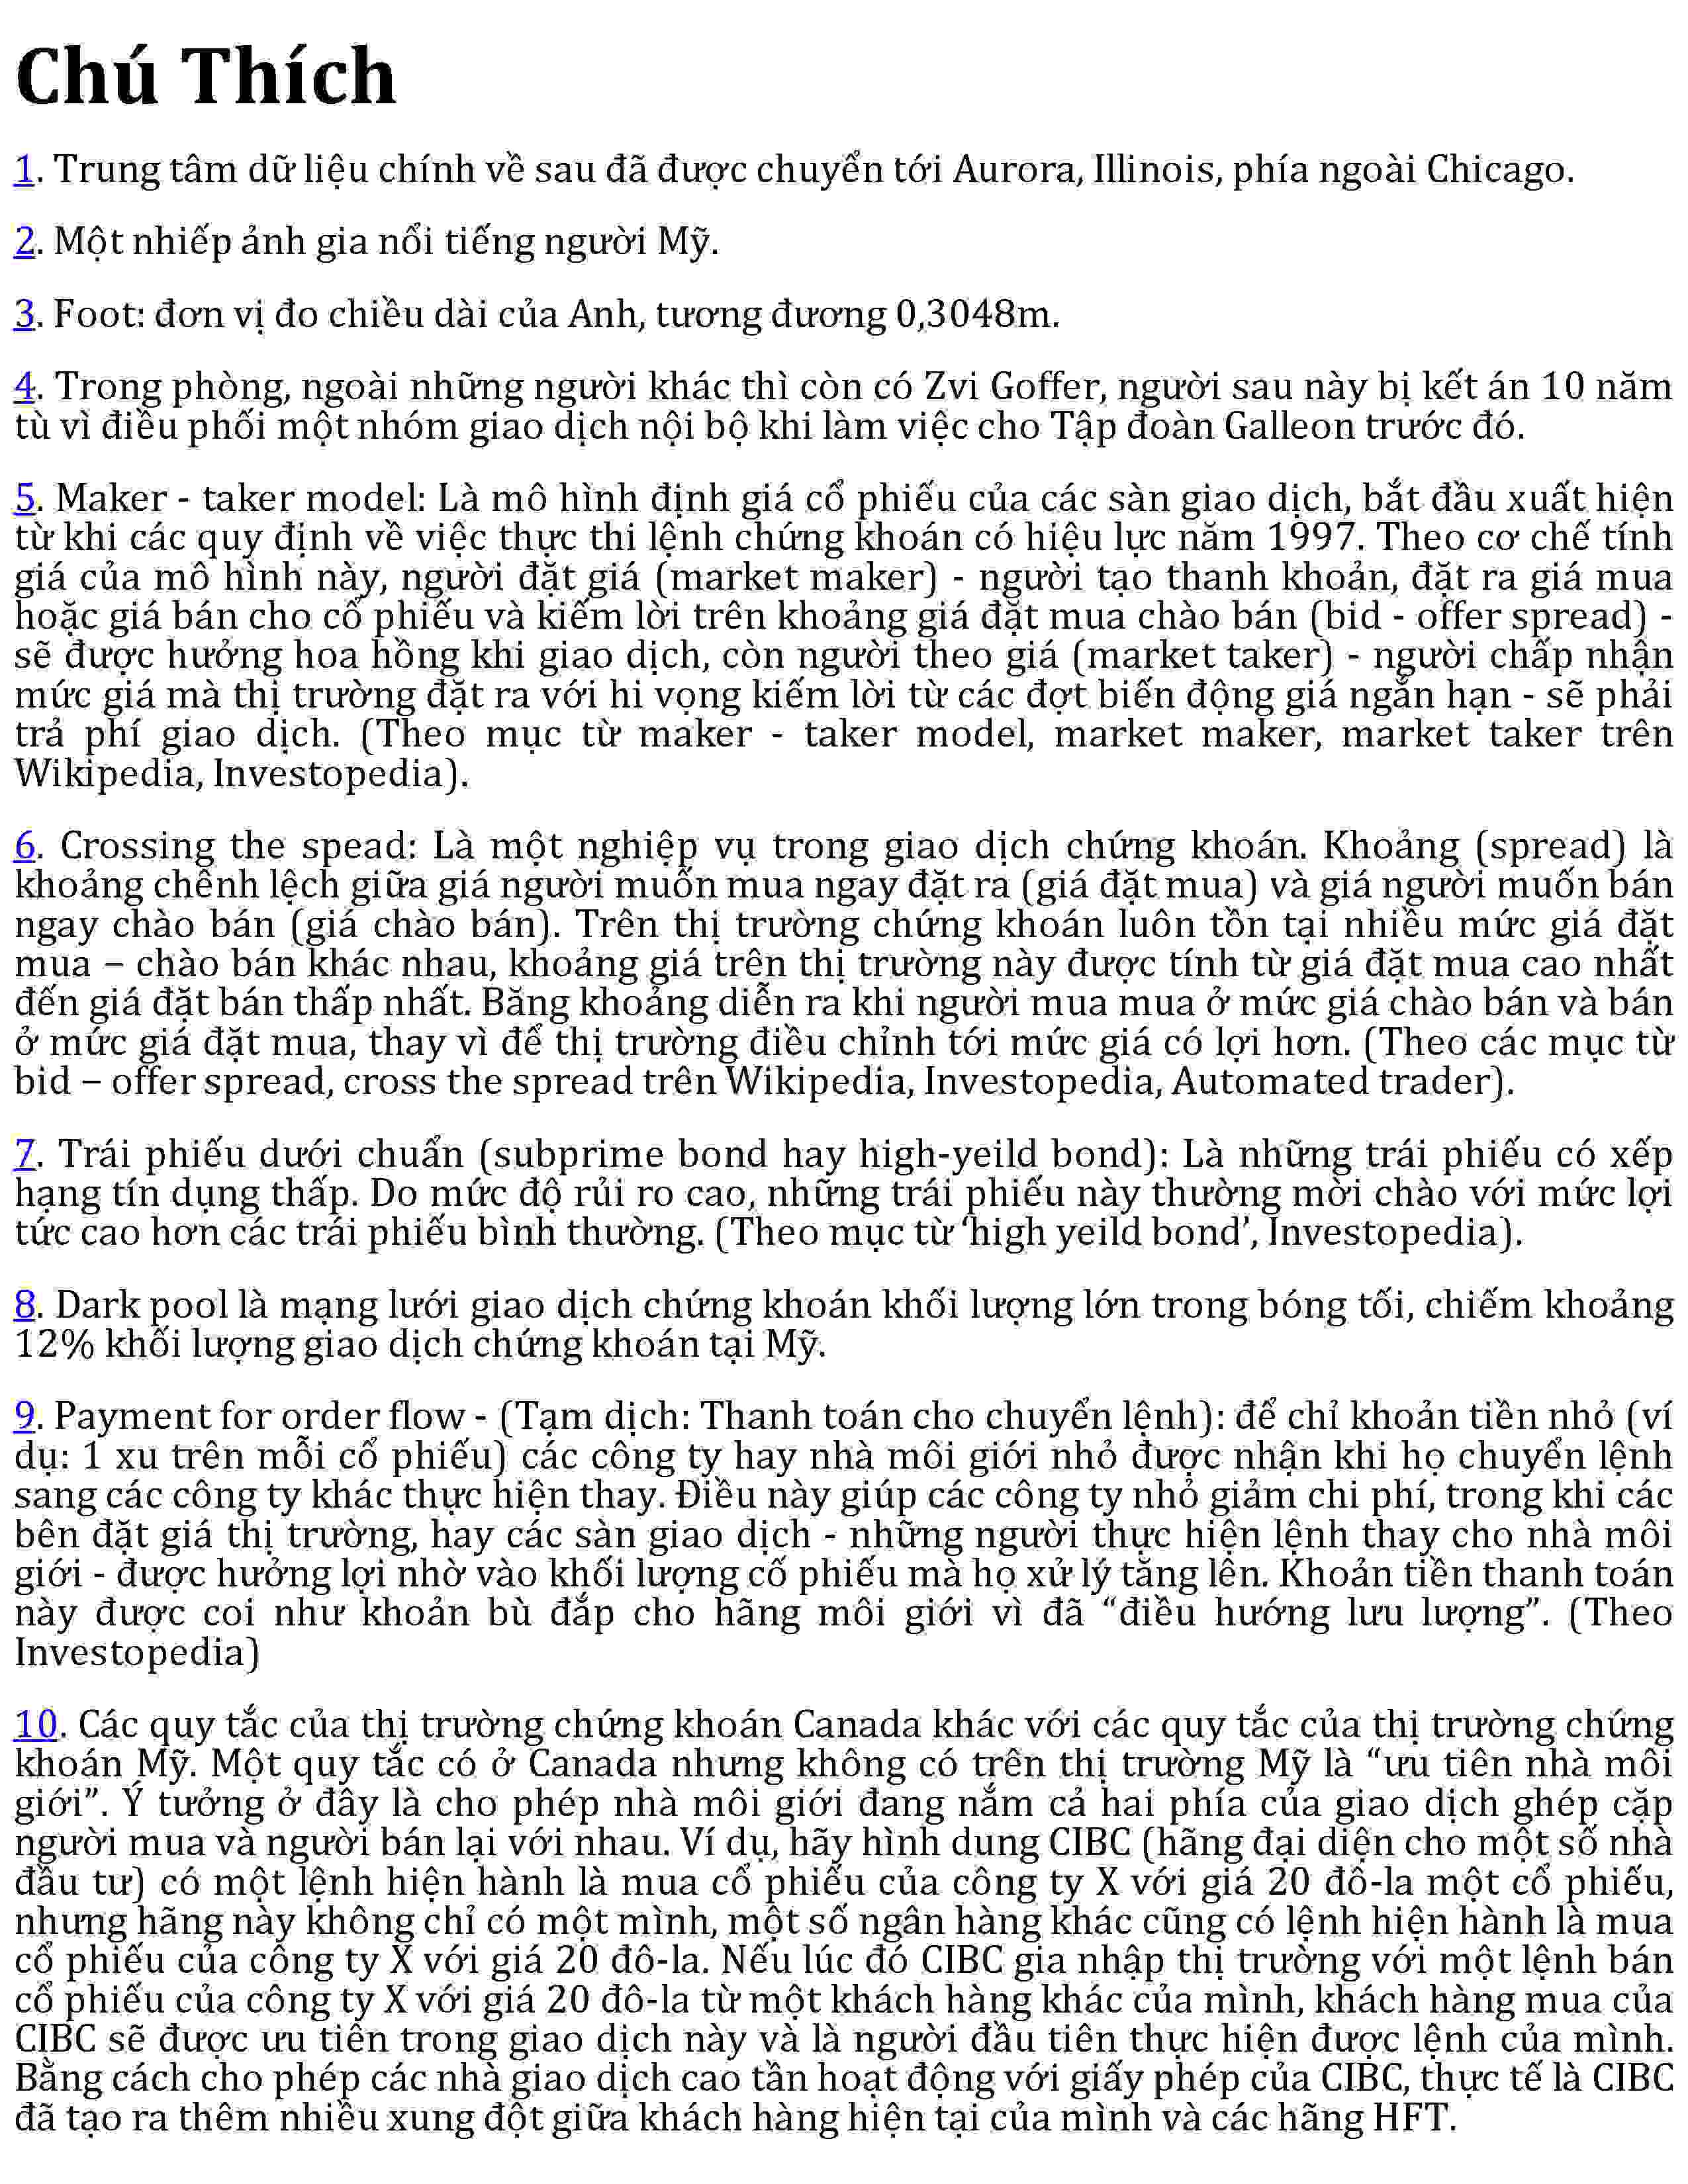 Chú Thích
1. Trung tâm dữ liệu chính về sau đã được chuyển tới Aurora, Illinois, phía ngoài Chicago.
2. Một nhiếp ảnh gia nổi tiếng người Mỹ.
3. Foot: đơn vị đo chiều dài của Anh, tương đương 0,3048m.
4. Trong phòng, ngoài những người khác thì còn có Zvi Goffer, người sau này bị kết án 10 năm
tù vì điều phối một nhóm giao dịch nội bộ khi làm việc cho Tập đoàn Galleon trước đó.
5. Maker - taker model: Là mô hình định giá cổ phiếu của các sàn giao dịch, bắt đầu xuất hiện
từ khi các quy định về việc thực thi lệnh chứng khoán có hiệu lực năm 1997. Theo cơ chế tính
giá của mô hình này, người đặt giá (market maker) - người tạo thanh khoản, đặt ra giá mua
hoặc giá bán cho cổ phiếu và kiếm lời trên khoảng giá đặt mua chào bán (bid - offer spread) -
sẽ được hưởng hoa hồng khi giao dịch, còn người theo giá (market taker) - người chấp nhận
mức giá mà thị trường đặt ra với hi vọng kiếm lời từ các đợt biến động giá ngắn hạn - sẽ phải
trả phí giao dịch. (Theo mục từ maker - taker model, market maker, market taker trên
Wikipedia, Investopedia).
6. Crossing the spead: Là một nghiệp vụ trong giao dịch chứng khoán. Khoảng (spread) là
khoảng chênh lệch giữa giá người muốn mua ngay đặt ra (giá đặt mua) và giá người muốn bán
ngay chào bán (giá chào bán). Trên thị trường chứng khoán luôn tồn tại nhiều mức giá đặt
mua – chào bán khác nhau, khoảng giá trên thị trường này được tính từ giá đặt mua cao nhất
đến giá đặt bán thấp nhất. Băng khoảng diễn ra khi người mua mua ở mức giá chào bán và bán
ở mức giá đặt mua, thay vì để thị trường điều chỉnh tới mức giá có lợi hơn. (Theo các mục từ
bid – offer spread, cross the spread trên Wikipedia, Investopedia, Automated trader).
7. Trái phiếu dưới chuẩn (subprime bond hay high-yeild bond): Là những trái phiếu có xếp
hạng tín dụng thấp. Do mức độ rủi ro cao, những trái phiếu này thường mời chào với mức lợi
tức cao hơn các trái phiếu bình thường. (Theo mục từ ‘high yeild bond’, Investopedia).
8. Dark pool là mạng lưới giao dịch chứng khoán khối lượng lớn trong bóng tối, chiếm khoảng
12% khối lượng giao dịch chứng khoán tại Mỹ.
9. Payment for order flow - (Tạm dịch: Thanh toán cho chuyển lệnh): để chỉ khoản tiền nhỏ (ví
dụ: 1 xu trên mỗi cổ phiếu) các công ty hay nhà môi giới nhỏ được nhận khi họ chuyển lệnh
sang các công ty khác thực hiện thay. Điều này giúp các công ty nhỏ giảm chi phí, trong khi các
bên đặt giá thị trường, hay các sàn giao dịch - những người thực hiện lệnh thay cho nhà môi
giới - được hưởng lợi nhờ vào khối lượng cổ phiếu mà họ xử lý tăng lên. Khoản tiền thanh toán
này được coi như khoản bù đắp cho hãng môi giới vì đã “điều hướng lưu lượng”. (Theo
Investopedia)
10. Các quy tắc của thị trường chứng khoán Canada khác với các quy tắc của thị trường chứng
khoán Mỹ. Một quy tắc có ở Canada nhưng không có trên thị trường Mỹ là “ưu tiên nhà môi
giới”. Ý tưởng ở đây là cho phép nhà môi giới đang nắm cả hai phía của giao dịch ghép cặp
người mua và người bán lại với nhau. Ví dụ, hãy hình dung CIBC (hãng đại diện cho một số nhà
đầu tư) có một lệnh hiện hành là mua cổ phiếu của công ty X với giá 20 đô-la một cổ phiếu,
nhưng hãng này không chỉ có một mình, một số ngân hàng khác cũng có lệnh hiện hành là mua
cổ phiếu của công ty X với giá 20 đô-la. Nếu lúc đó CIBC gia nhập thị trường với một lệnh bán
cổ phiếu của công ty X với giá 20 đô-la từ một khách hàng khác của mình, khách hàng mua của
CIBC sẽ được ưu tiên trong giao dịch này và là người đầu tiên thực hiện được lệnh của mình.
Bằng cách cho phép các nhà giao dịch cao tần hoạt động với giấy phép của CIBC, thực tế là CIBC
đã tạo ra thêm nhiều xung đột giữa khách hàng hiện tại của mình và các hãng HFT.